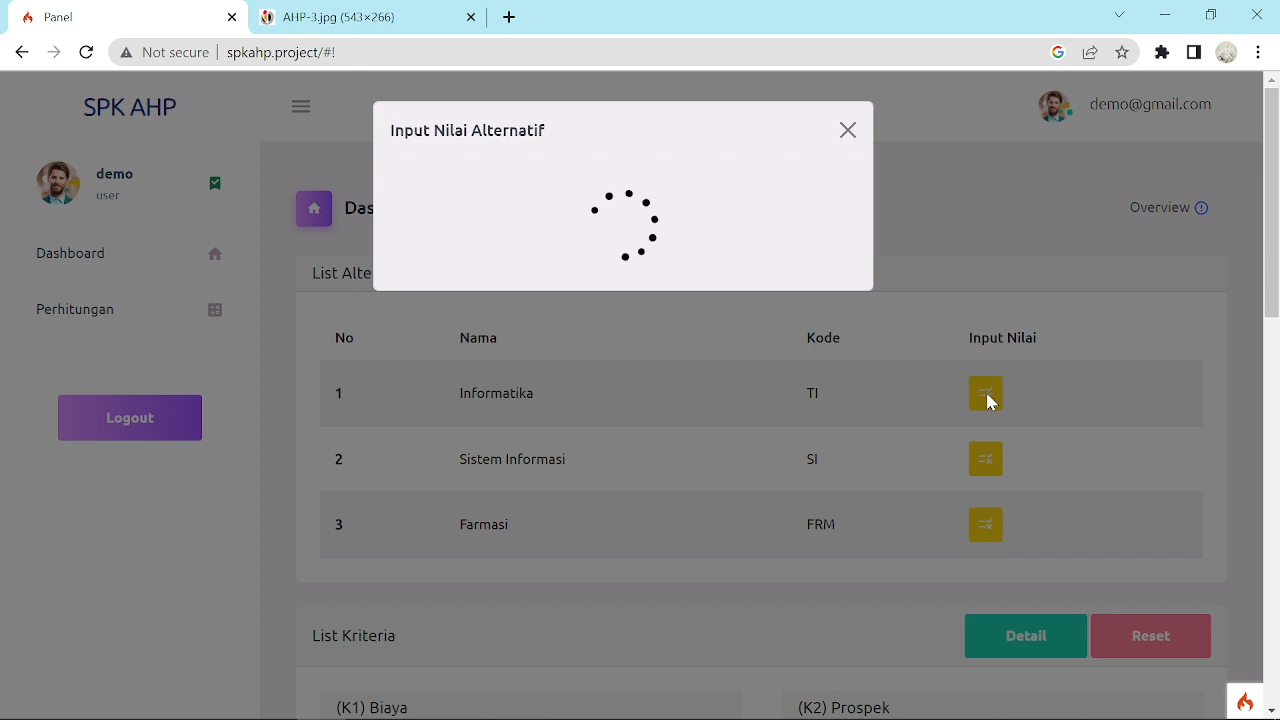 Panel
AHP-3.jpg (543×266)
Not secure
spkahp.project/#!
SPK AHP
demo@gmail.com
Input Nilai Alternatif
demo
user
Das
Overview
Dashboard
List Alte
Perhitungan
No Nama Kode Input Nilai
1 Informatika TI
Logout
2 Sistem Informasi SI
3 Farmasi FRM
List Kriteria
Detail
Reset
(K1) Biaya
(K2) Prospek